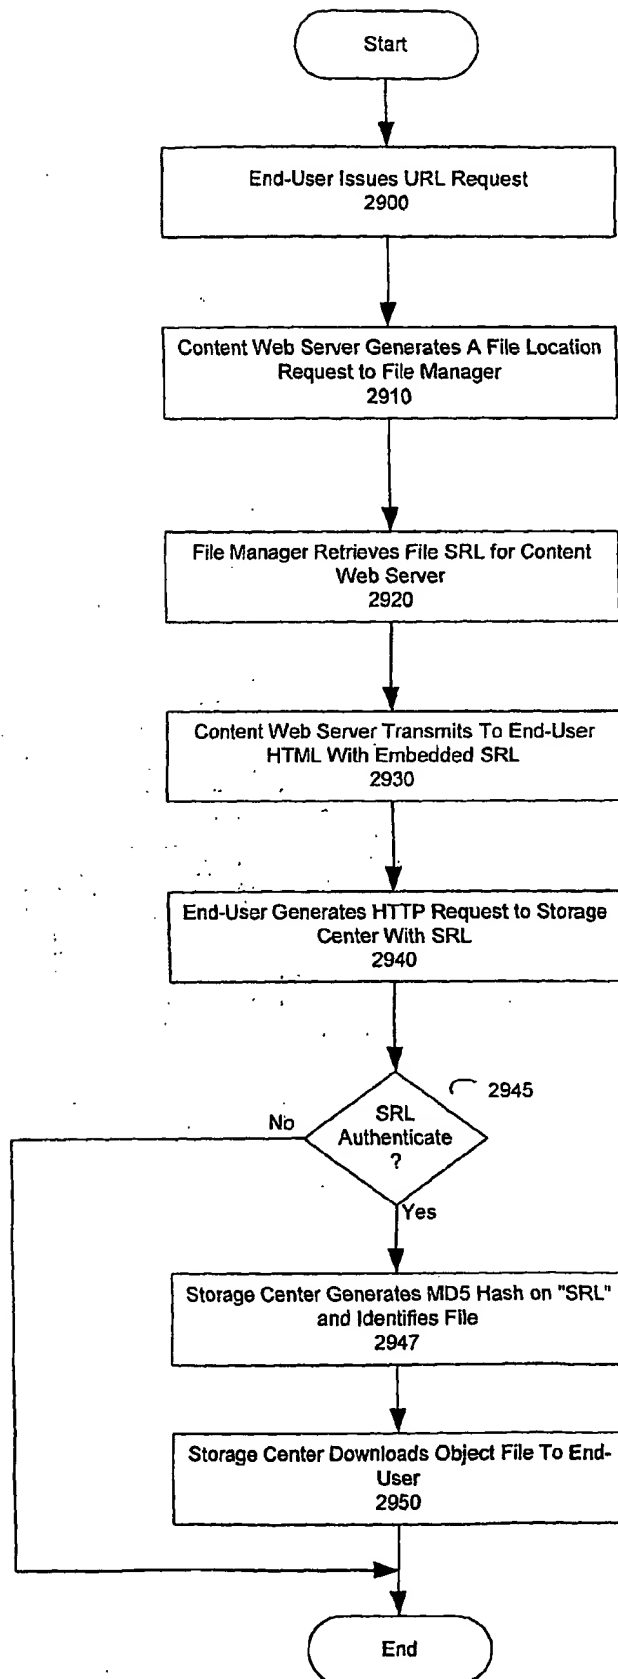 Start
End-User Issues URL Request
2900
Content Web Server Generates A File Location
Request to File Manager
2910
File Manager Retrieves File SRL for Content
Web Server
2920
Content Web Server Transmits To End-User
HTML With Embedded SRL
2930
End-User Generates HTTP Request to Storage
Center With SRL
2940
2945
No
SRL
Authenticate
?
Yes
Storage Center Generates MD5 Hash on "SRL"
and Identifies File
2947
Storage Center Downloads Object File To End-
User
2950
End